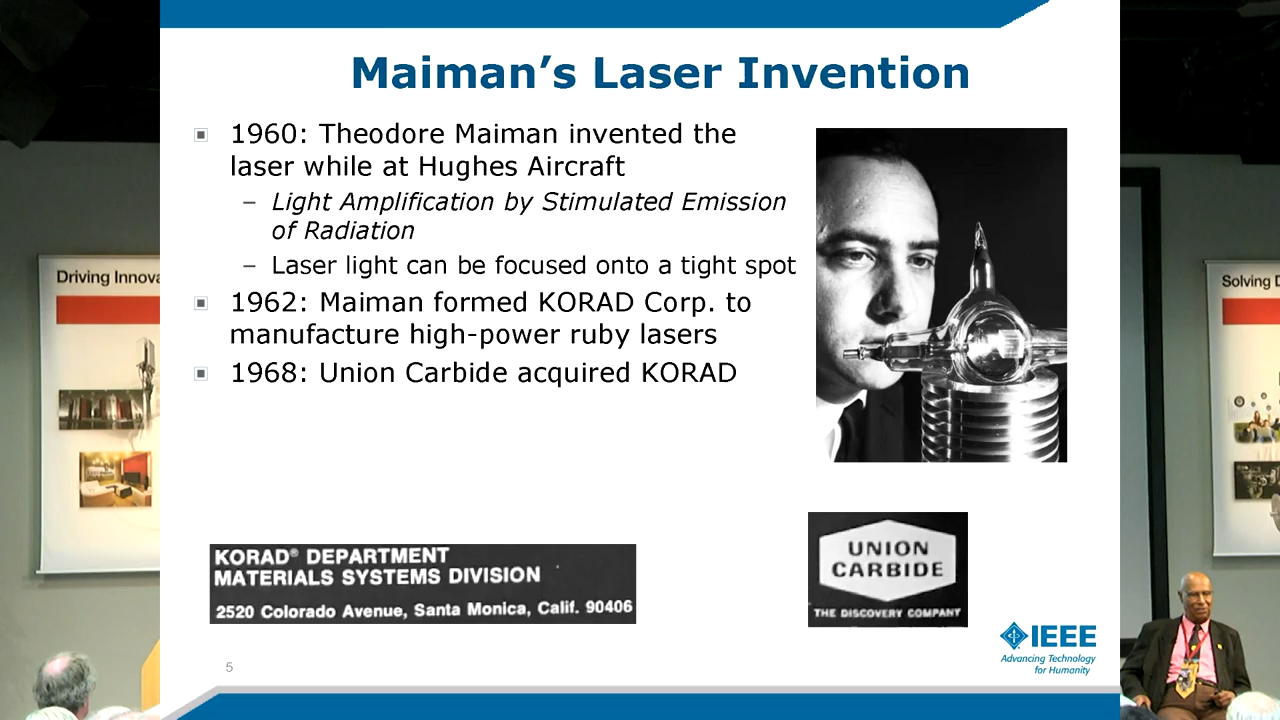 Maiman’s Laser Invention
1960: Theodore Maiman invented the
laser while at Hughes Aircraft
– Light Amplification by Stimulated Emission
of Radiation
– Laser light can be focused onto a tight spot
1962: Maiman formed KORAD Corp. to
manufacture high-power ruby lasers
1968: Union Carbide acquired KORAD
KORAD® DEPARTMENT
MATERIALS SYSTEMS DIVISION
2520 Colorado Avenue, Santa Monica, Calif. 90406
UNION
CARBIDE
THE DISCOVERY COMPANY
IEEE
Advancing Technology
for Humanity
5
Driving Innova
Solving